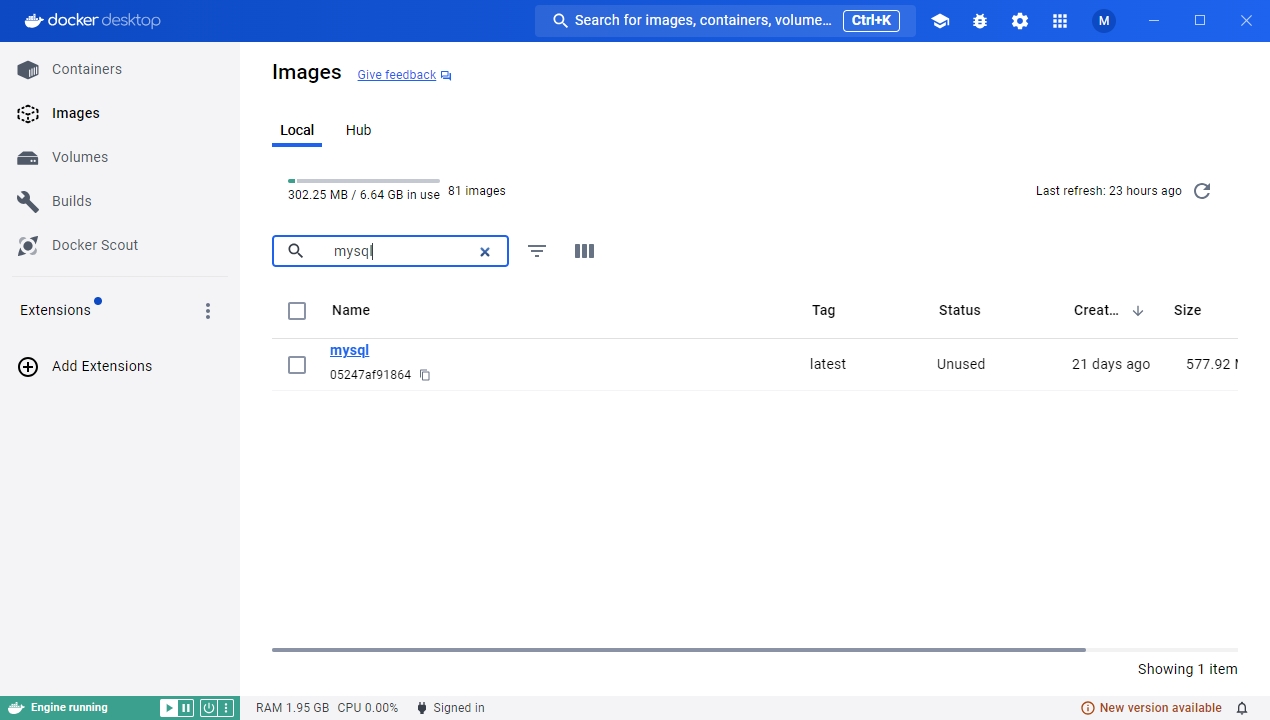 docker desktop
Search for images, containers, volume... Ctrl+K
M
Containers
Images
Volumes
Builds
Docker Scout
Extensions
Add Extensions
Images Give feedback
Local Hub
302.25 MB / 6.64 GB in use 81 images
Last refresh: 23 hours ago
mysql
Name Tag Status Creat... Size
mysql
05247af91864
latest Unused 21 days ago 577.92
Showing 1 item
Engine running
RAM 1.95 GB CPU 0.00% Signed in
New version available